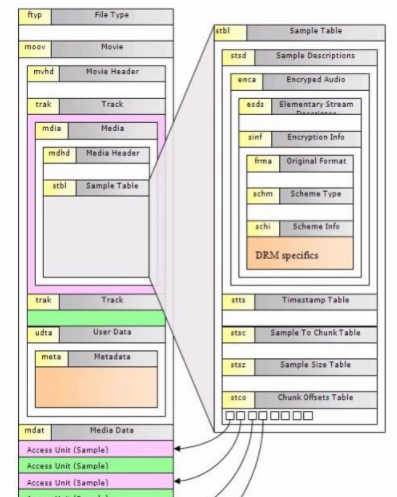 ftyp File Type
moov Movie
mvhd Movie Header
trak Track
mdia Media
mdhd Media Header
stbl Sample Table
trak Track
udta User Data
meta Metadata
mdat Media Data
Access Unit (Sample)
Access Unit (Sample)
Access Unit (Sample)
Access Unit (Sample)
stbl Sample Table
stsd Sample Descriptions
enca Encryped Audio
esds Elementary Stream
Descriptor
sinf Encryption Info
frma Original Format
schm Scheme Type
schi Scheme Info
DRM specifics
stts Timestamp Table
stsc Sample To Chunk Table
stsz Sample Size Table
stco Chunk Offsets Table